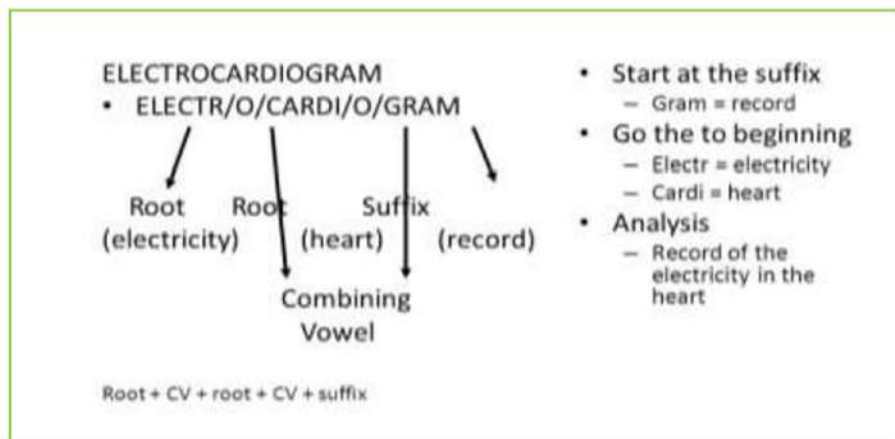 ELECTROCARDIOGRAM
• ELECTR/O/CARDI/O/GRAM
Root Root Suffix
(electricity) (heart) (record)
Combining
Vowel
Root + CV + root + CV + suffix
• Start at the suffix
– Gram = record
• Go the to beginning
– Electr = electricity
– Cardi = heart
• Analysis
– Record of the
electricity in the
heart